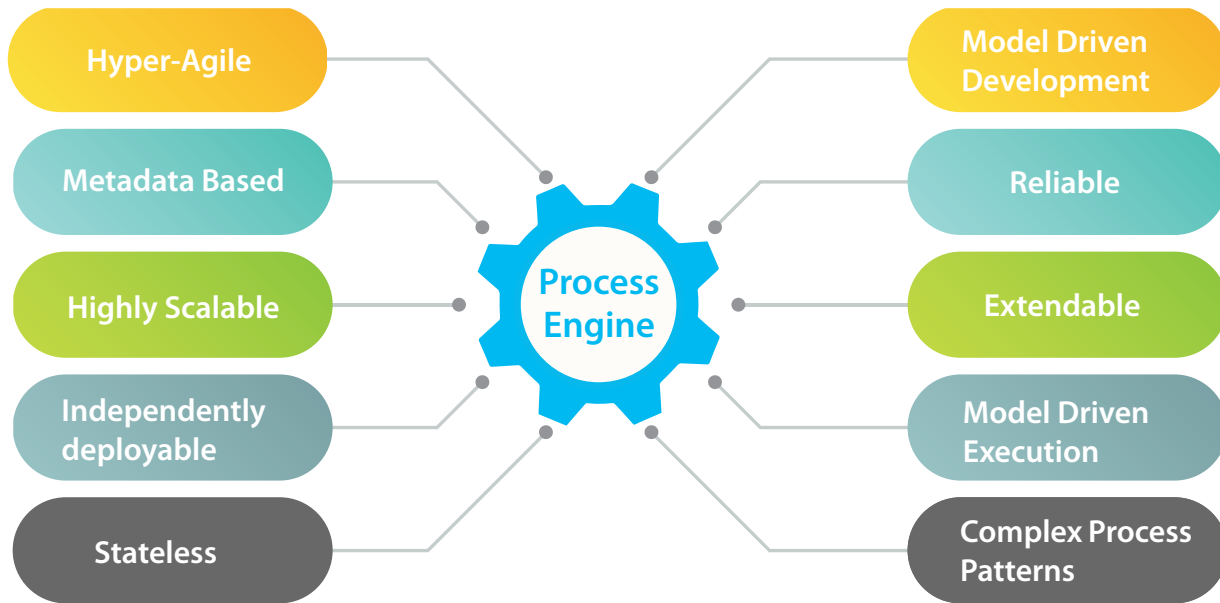 Hyper-Agile
Metadata Based
Highly Scalable
Independently
deployable
Stateless
Process
Engine
Model Driven
Development
Reliable
Extendable
Model Driven
Execution
Complex Process
Patterns